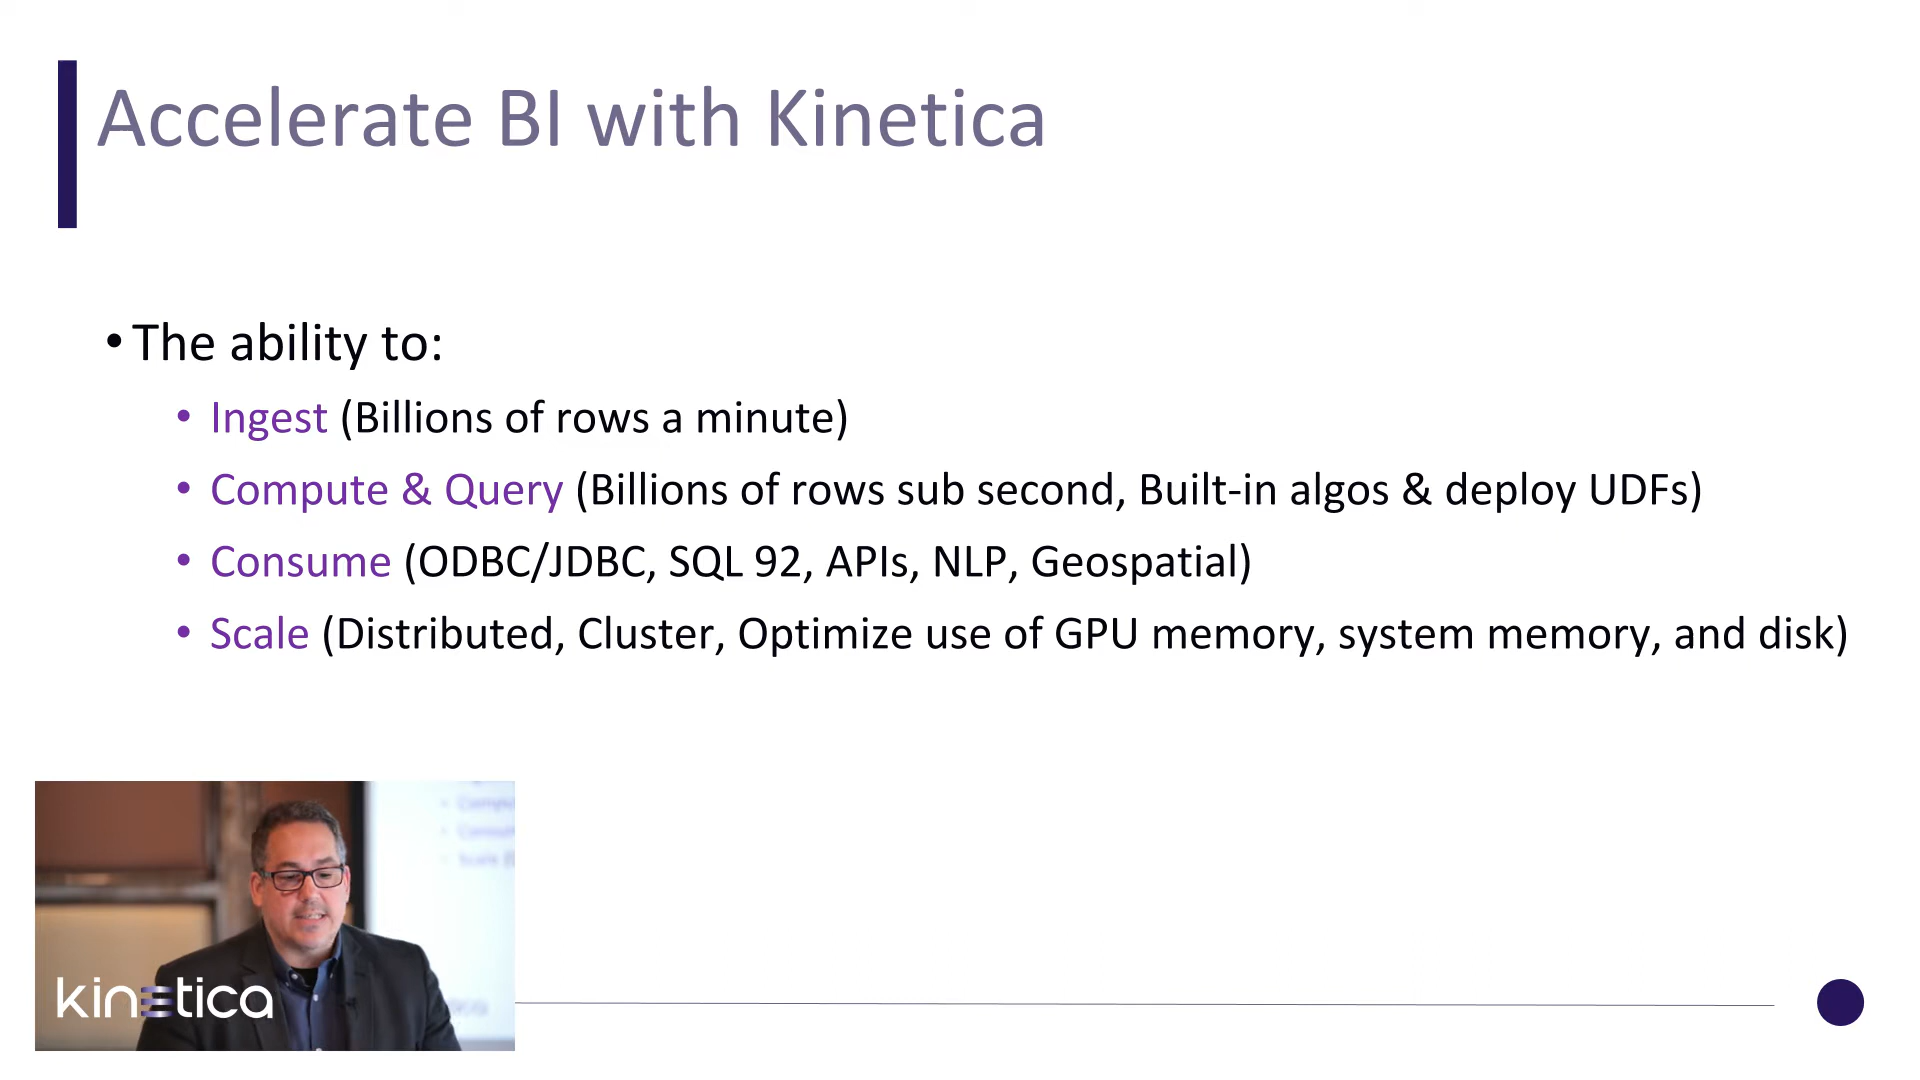 Accelerate BI with Kinetica
• The ability to:
• Ingest (Billions of rows a minute)
• Compute & Query (Billions of rows sub second, Built-in algos & deploy UDFs)
• Consume (ODBC/JDBC, SQL 92, APIs, NLP, Geospatial)
• Scale (Distributed, Cluster, Optimize use of GPU memory, system memory, and disk)
kinetica